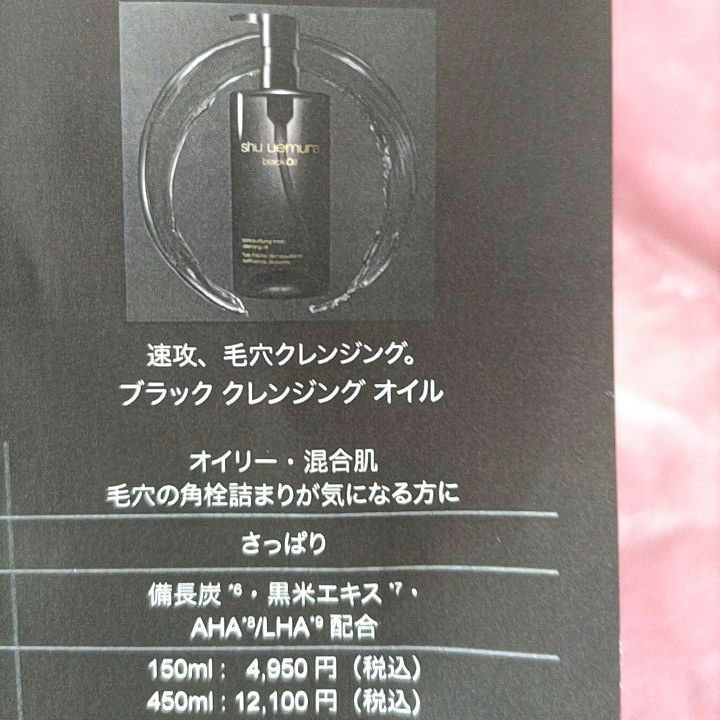 shu uemura
black Oil
速攻、毛穴クレンジング。
ブラック クレンジング オイル
オイリー・混合肌
毛穴の角栓詰まりが気になる方に
さっぱり
備長炭*6・黒米エキス*7・
AHA*8/LHA*9 配合
150ml： 4,950 円（税込）
450ml：12,100 円（税込）